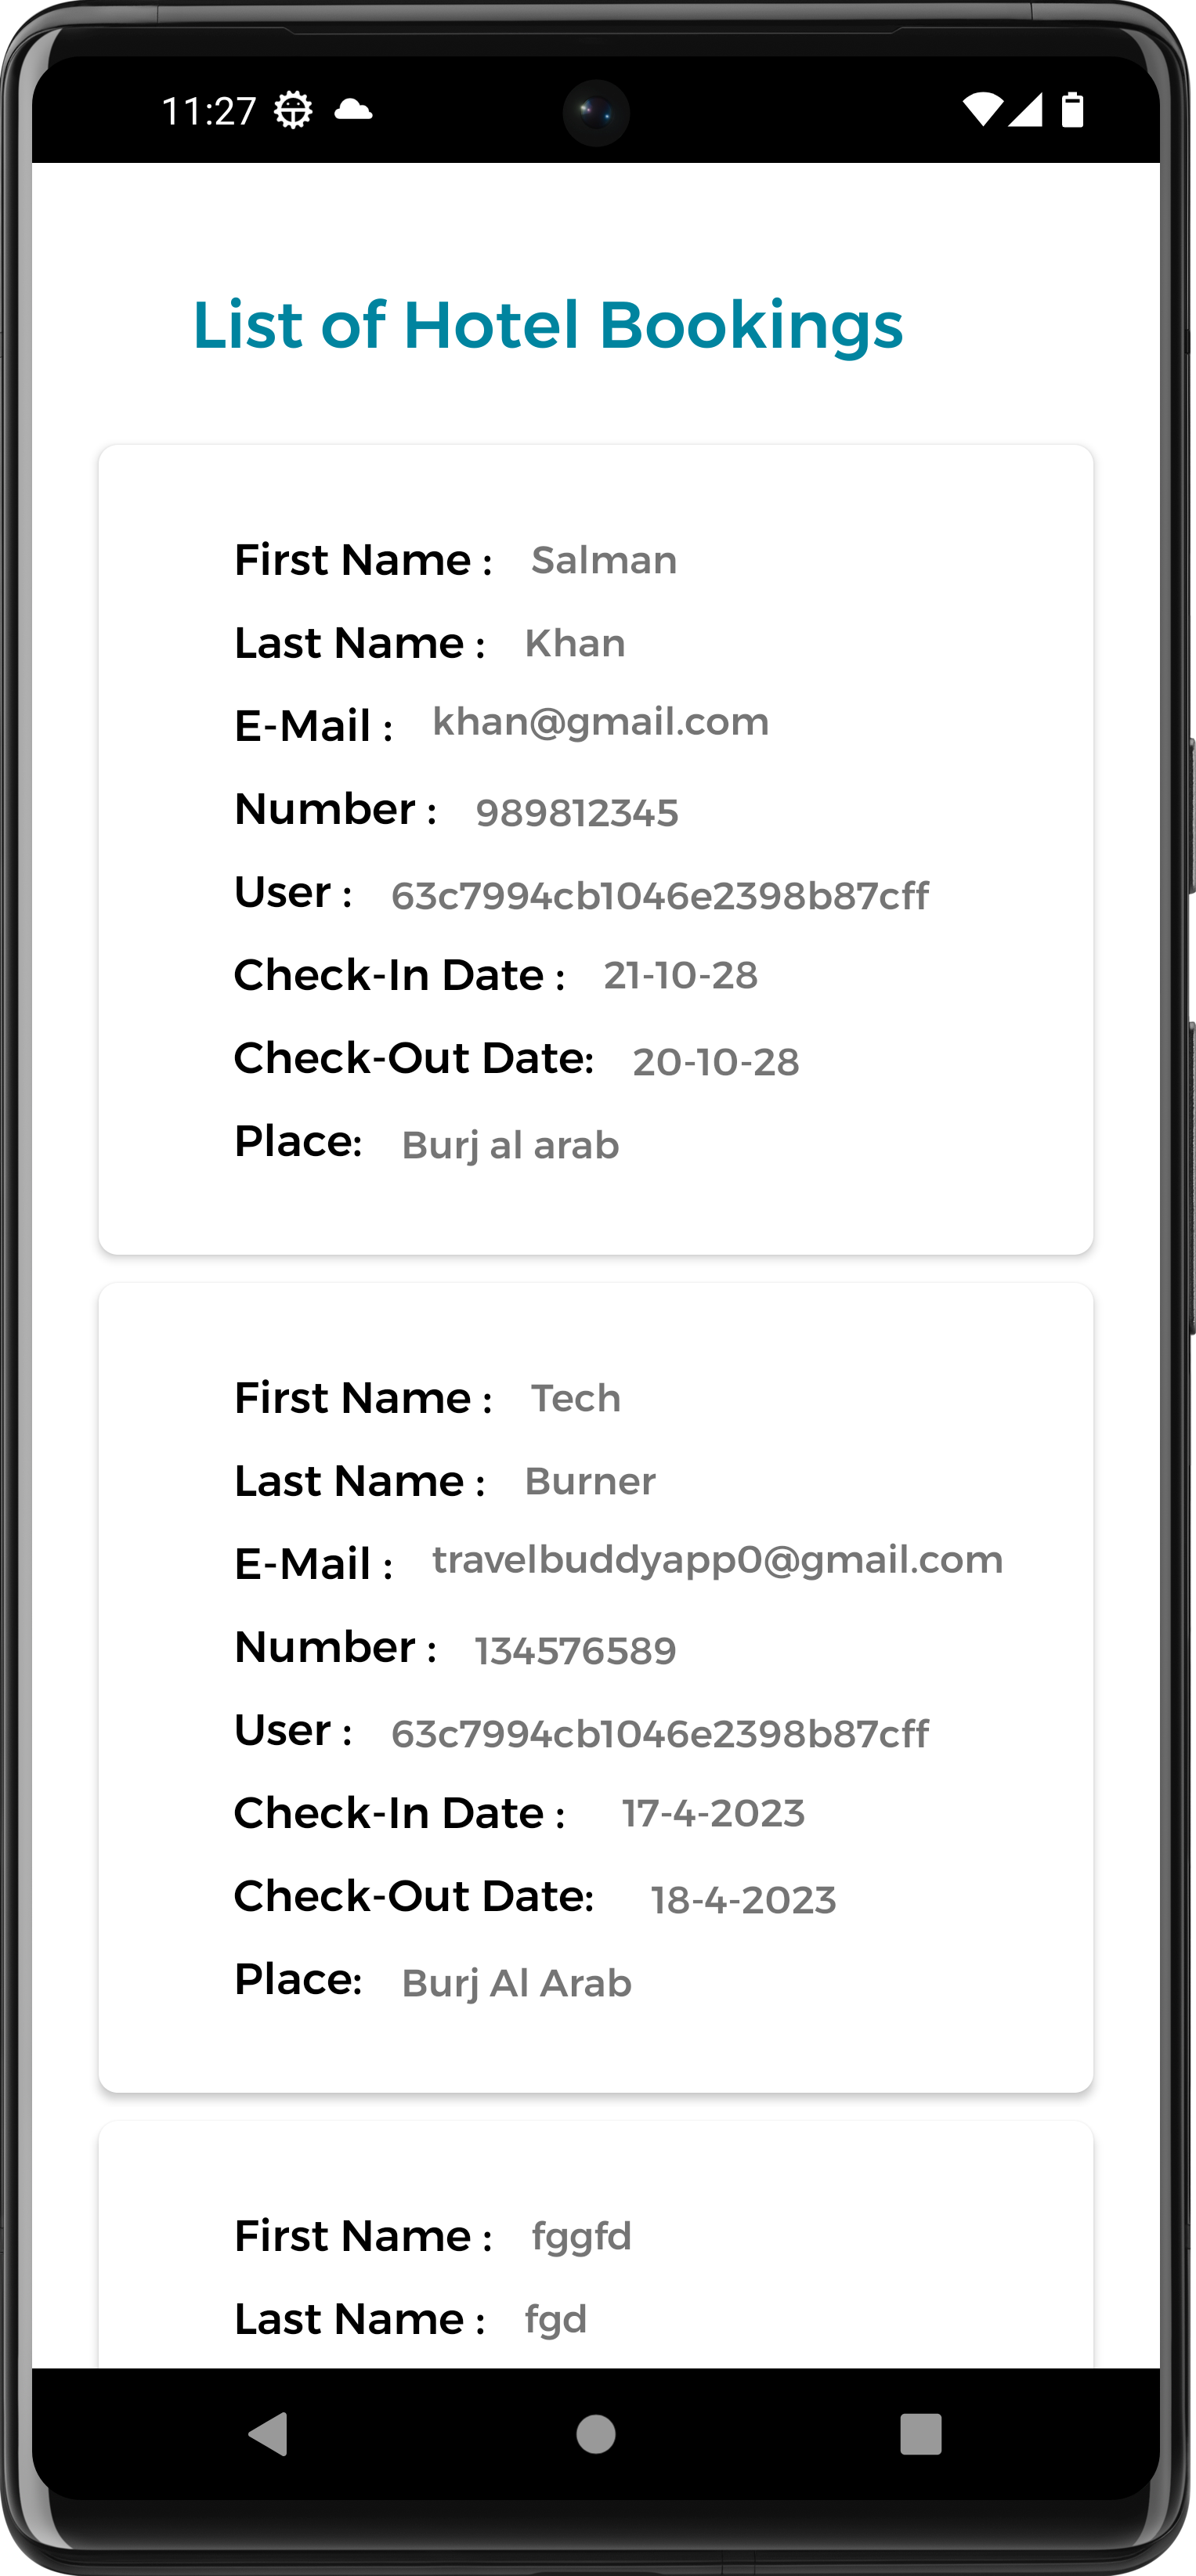 11:27
List of Hotel Bookings
First Name : Salman
Last Name : Khan
E-Mail : khan@gmail.com
Number : 989812345
User : 63c7994cb1046e2398b87cff
Check-In Date : 21-10-28
Check-Out Date: 20-10-28
Place: Burj al arab
First Name : Tech
Last Name : Burner
E-Mail : travelbuddyapp0@gmail.com
Number : 134576589
User : 63c7994cb1046e2398b87cff
Check-In Date : 17-4-2023
Check-Out Date: 18-4-2023
Place: Burj Al Arab
First Name : fggfd
Last Name : fgd